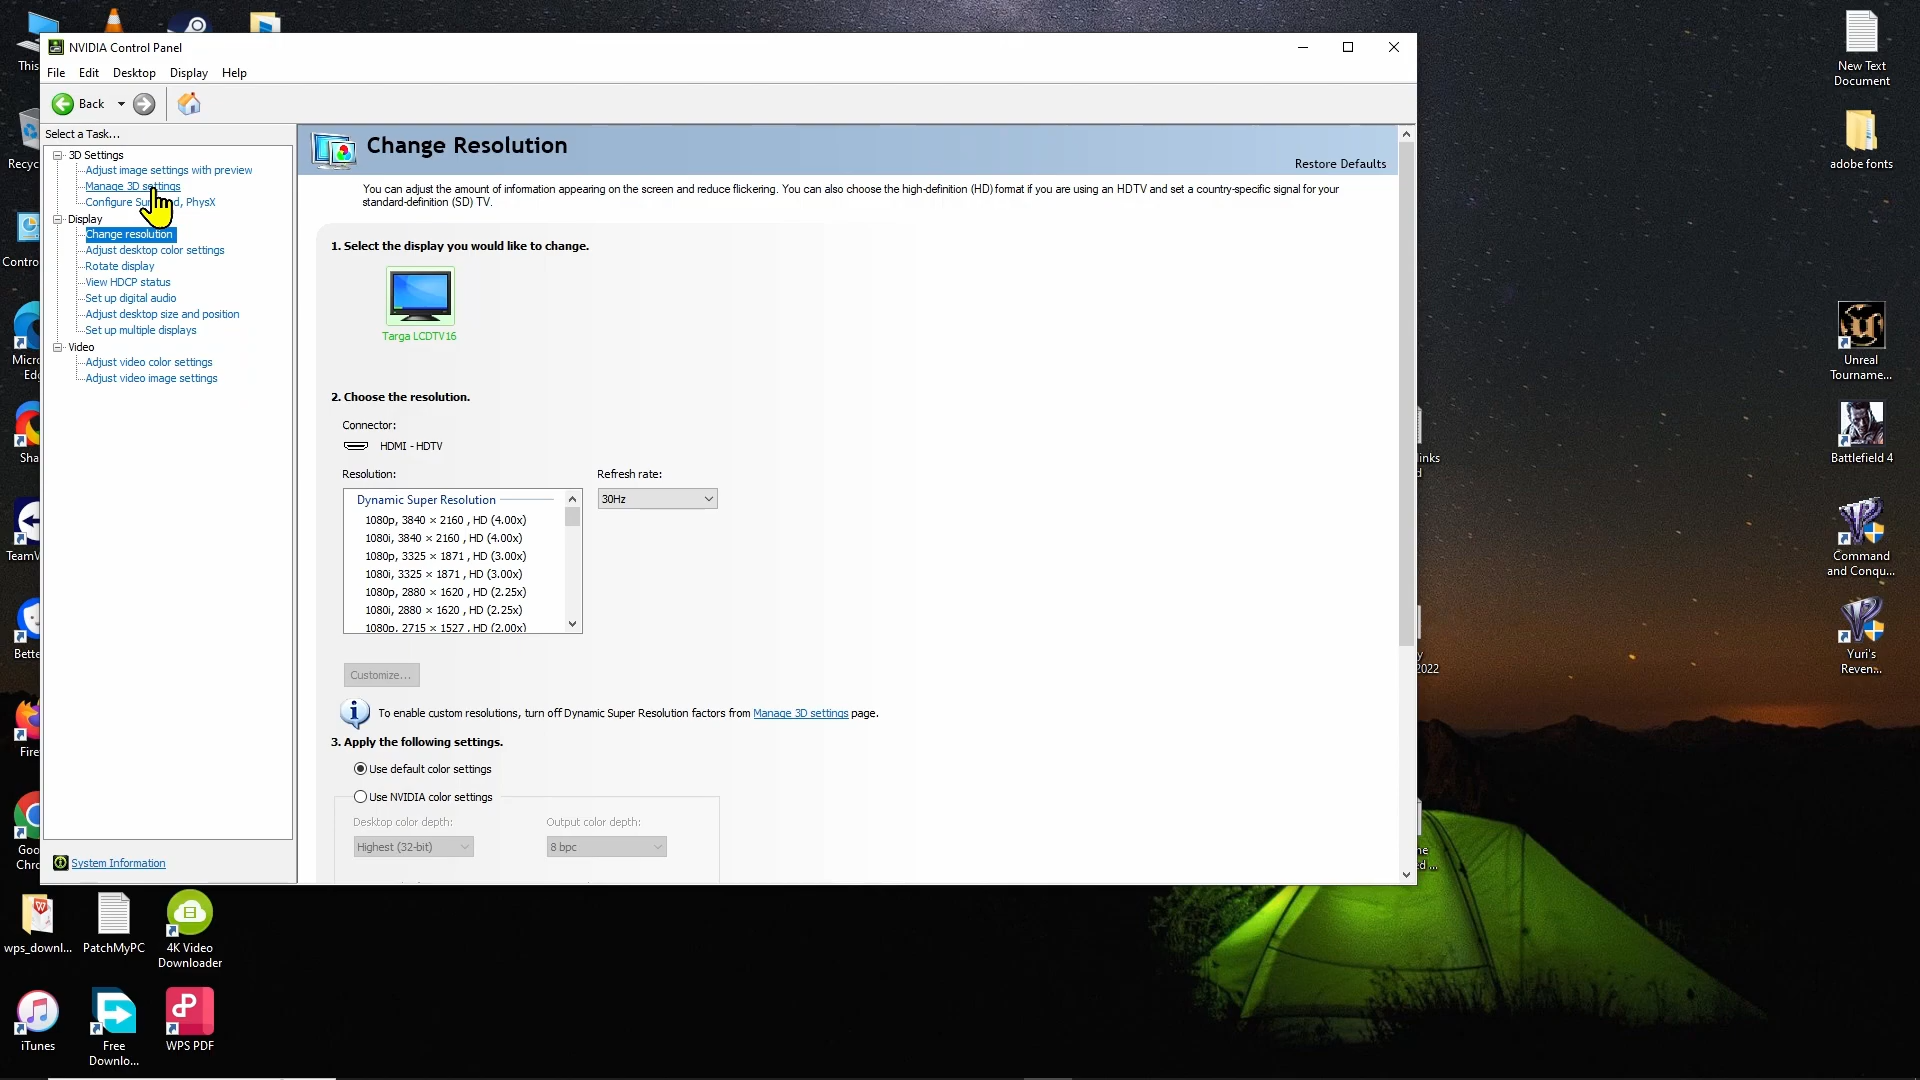 NVIDIA Control Panel
File Edit Desktop Display Help
Back
Select a Task...
3D Settings
Adjust image settings with preview
Manage 3D settings
Configure Sur d, PhysX
Display
Change resolution
Adjust desktop color settings
Rotate display
View HDCP status
Set up digital audio
Adjust desktop size and position
Set up multiple displays
Video
Adjust video color settings
Adjust video image settings
System Information
Change Resolution
Restore Defaults
You can adjust the amount of information appearing on the screen and reduce flickering. You can also choose the high-definition (HD) format if you are using an HDTV and set a country-specific signal for your
standard-definition (SD) TV.
1. Select the display you would like to change.
Targa LCDTV16
2. Choose the resolution.
Connector:
HDMI - HDTV
Resolution:
Refresh rate:
Dynamic Super Resolution
30Hz
1080p, 3840 × 2160 , HD (4.00x)
1080i, 3840 × 2160 , HD (4.00x)
1080p, 3325 × 1871 , HD (3.00x)
1080i, 3325 × 1871 , HD (3.00x)
1080p, 2880 × 1620 , HD (2.25x)
1080i, 2880 × 1620 , HD (2.25x)
1080p, 2715 × 1527 , HD (2.00x)
Customize...
To enable custom resolutions, turn off Dynamic Super Resolution factors from Manage 3D settings page.
3. Apply the following settings.
Use default color settings
Use NVIDIA color settings
Desktop color depth:
Output color depth:
Highest (32-bit)
8 bpc
This
Recyc
Contro
Micro
Ed
Sha
TeamV
Bette
Fire
Goo
Chro
wps_downl...
PatchMyPC
4K Video
Downloader
iTunes
Free
Downlo...
WPS PDF
New Text
Document
adobe fonts
Unreal
Tourname...
Battlefield 4
Command
and Conqu...
Yuri's
Reven...
inks
d
y
2022
ne
ed ...